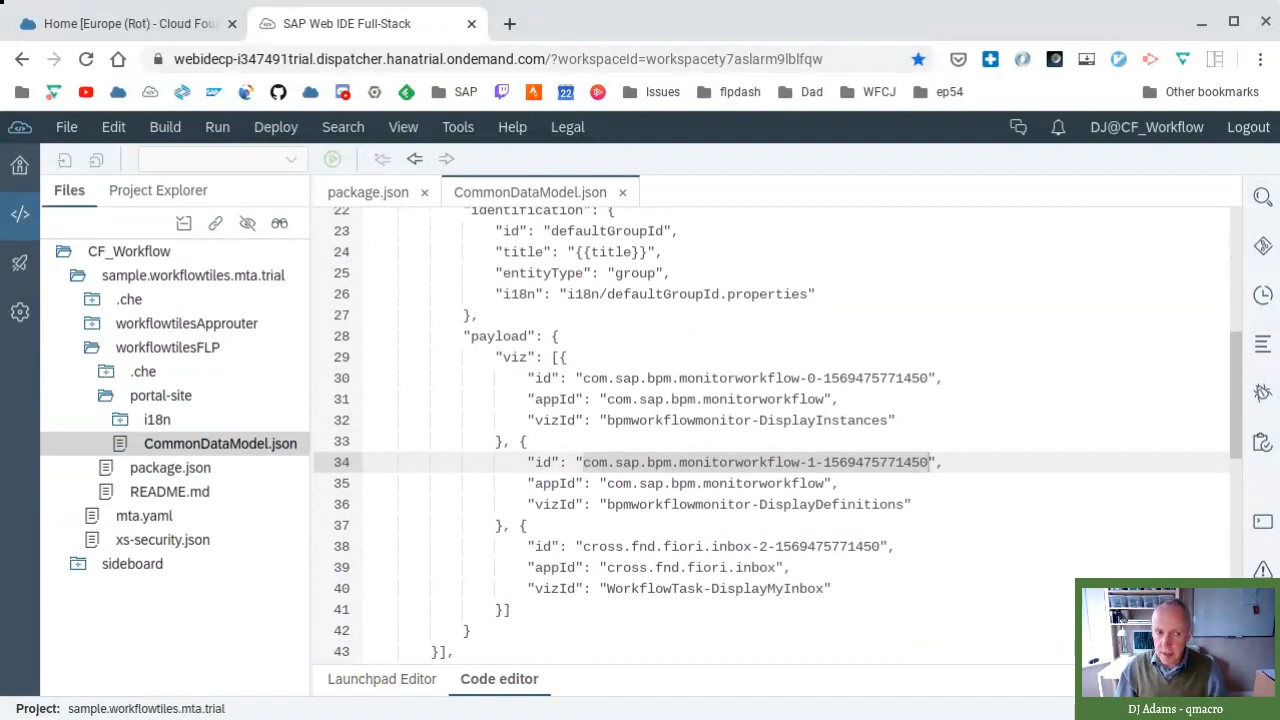 Home [Europe (Rot) - Cloud Fou
SAP Web IDE Full-Stack
webidecp-i347491trial.dispatcher.hanatrial.ondemand.com/?workspaceId=workspacety7aslarm9lblfqw
SAP
22
Issues
flpdash
Dad
WFCJ
ep54
Other bookmarks
File Edit Build Run Deploy Search View Tools Help Legal
DJ@CF_Workflow
Logout
Files
Project Explorer
package.json
CommonDataModel.json
CF_Workflow
sample.workflowtiles.mta.trial
.che
workflowtilesApprouter
workflowtilesFLP
.che
portal-site
i18n
CommonDataModel.json
package.json
README.md
mta.yaml
xs-security.json
sideboard
22 "identification": {
23 "id": "defaultGroupId",
24 "title": "{{title}}",
25 "entityType": "group",
26 "i18n": "i18n/defaultGroupId.properties"
27 },
28 "payload": {
29 "viz": [{
30 "id": "com.sap.bpm.monitorworkflow-0-1569475771450",
31 "appId": "com.sap.bpm.monitorworkflow",
32 "vizId": "bpmworkflowmonitor-DisplayInstances"
33 }, {
34 "id": "com.sap.bpm.monitorworkflow-1-1569475771450",
35 "appId": "com.sap.bpm.monitorworkflow",
36 "vizId": "bpmworkflowmonitor-DisplayDefinitions"
37 }, {
38 "id": "cross.fnd.fiori.inbox-2-1569475771450",
39 "appId": "cross.fnd.fiori.inbox",
40 "vizId": "WorkflowTask-DisplayMyInbox"
41 }]
42 }
43 }],
Launchpad Editor
Code editor
Project: sample.workflowtiles.mta.trial
DJ Adams - qmacro